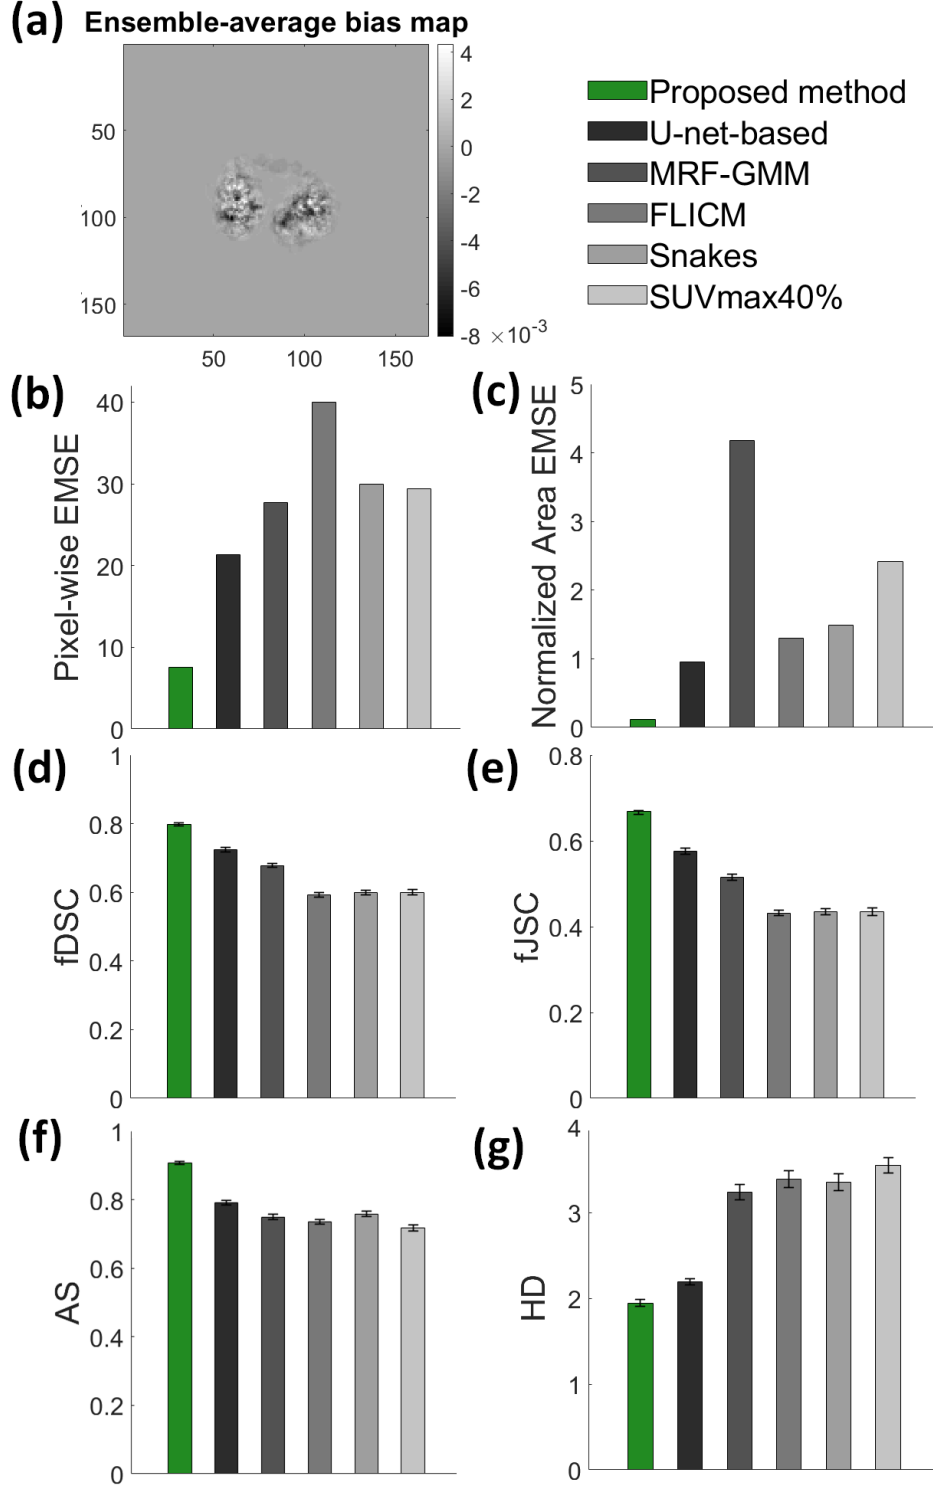 (a) Ensemble-average bias map
4
2
0
-2
-4
-6
-8 ×10-3
50
100
150
50 100 150
Proposed method
U-net-based
MRF-GMM
FLICM
Snakes
SUVmax40%
(b)
Pixel-wise EMSE
40
30
20
10
0
(c)
Normalized Area EMSE
5
4
3
2
1
0
(d)
fDSC
1
0.8
0.6
0.4
0.2
0
(e)
fJSC
0.8
0.6
0.4
0.2
0
(f)
AS
1
0.8
0.6
0.4
0.2
0
(g)
HD
4
3
2
1
0